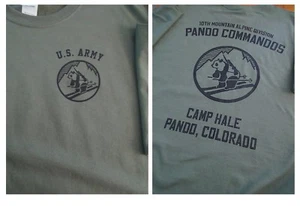 U.S. ARMY
10TH MOUNTAIN ALPINE DIVISION
PANDO COMMANDOS
CAMP HALE
PANDO, COLORADO